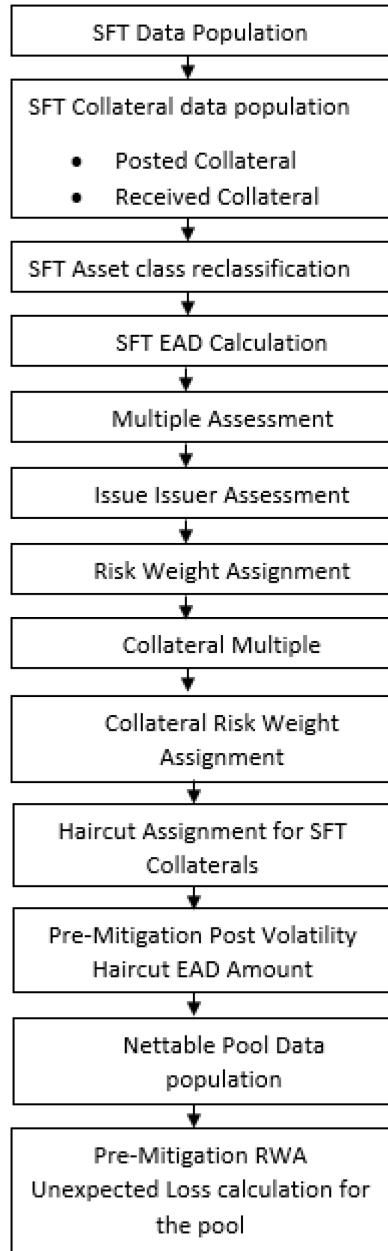 SFT Data Population
SFT Collateral data population
• Posted Collateral
• Received Collateral
SFT Asset class reclassification
SFT EAD Calculation
Multiple Assessment
Issue Issuer Assessment
Risk Weight Assignment
Collateral Multiple
Collateral Risk Weight
Assignment
Haircut Assignment for SFT
Collaterals
Pre-Mitigation Post Volatility
Haircut EAD Amount
Nettable Pool Data
population
Pre-Mitigation RWA
Unexpected Loss calculation for
the pool